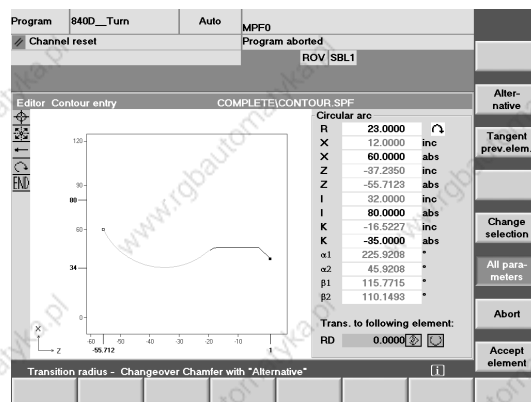 Program
840D__Turn
Auto
MPF0
Channel reset
Program aborted
ROV SBL1
Editor Contour entry
COMPLETE\CONTOUR.SPF
Circular arc
R 23.0000
X 12.0000 inc
X 60.0000 abs
Z -37.2350 inc
Z -55.7123 abs
I 32.0000 inc
I 80.0000 abs
K -16.5227 inc
K -35.0000 abs
α1 225.9208 °
α2 45.9208 °
β1 115.7715 °
β2 110.1493 °
Trans. to following element:
RD 0.0000
END
120
90
80
60
34
0
X
Z
-60 -50 -40 -30 -20 -10 0
-55.712
1
Transition radius - Changeover Chamfer with "Alternative"
i
Alter-
native
Tangent
prev.elem.
Change
selection
All para-
meters
Abort
Accept
element
www.rgbautomatyka.pl